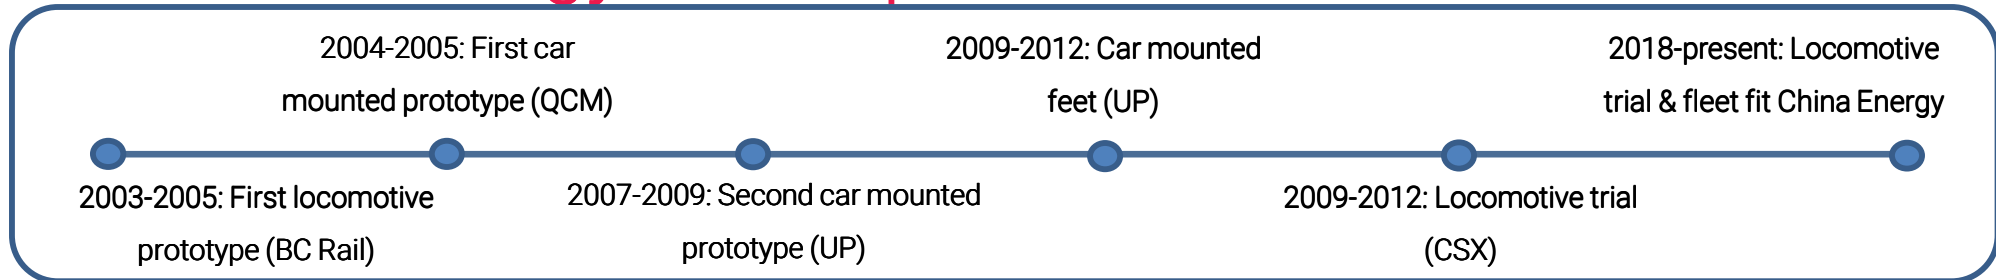 2004-2005: First car
mounted prototype (QCM)
2009-2012: Car mounted
feet (UP)
2018-present: Locomotive
trial & fleet fit China Energy
2003-2005: First locomotive
prototype (BC Rail)
2007-2009: Second car mounted
prototype (UP)
2009-2012: Locomotive trial
(CSX)